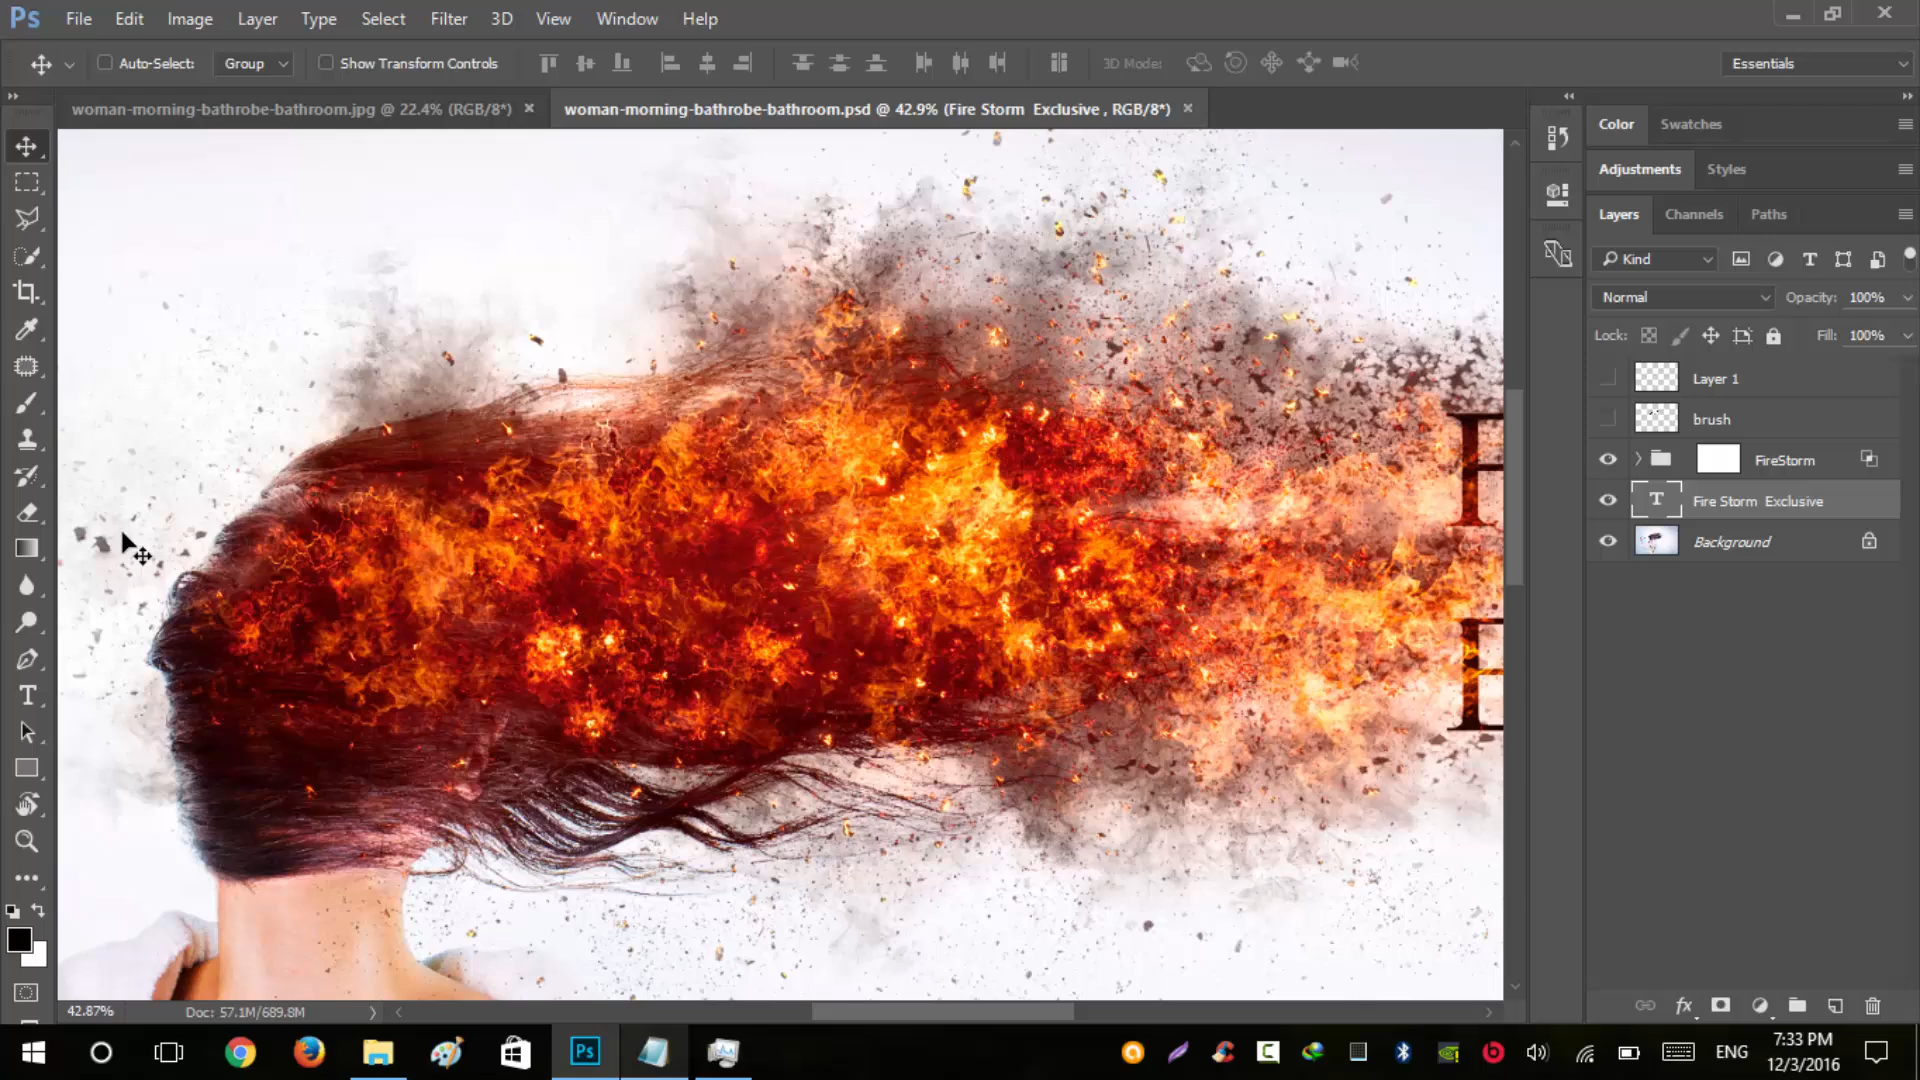 Ps File Edit Image Layer Type Select Filter 3D View Window Help
Auto-Select: Group Show Transform Controls 3D Mode: Essentials
woman-morning-bathrobe-bathroom.jpg @ 22.4% (RGB/8*) woman-morning-bathrobe-bathroom.psd @ 42.9% (Fire Storm Exclusive , RGB/8*)
Color Swatches
Adjustments Styles
Layers Channels Paths
Kind
Normal Opacity: 100%
Lock: Fill: 100%
Layer 1
brush
FireStorm
T Fire Storm Exclusive
Background
42.87% Doc: 57.1M/689.8M
fx
Ps ENG 7:33 PM
12/3/2016